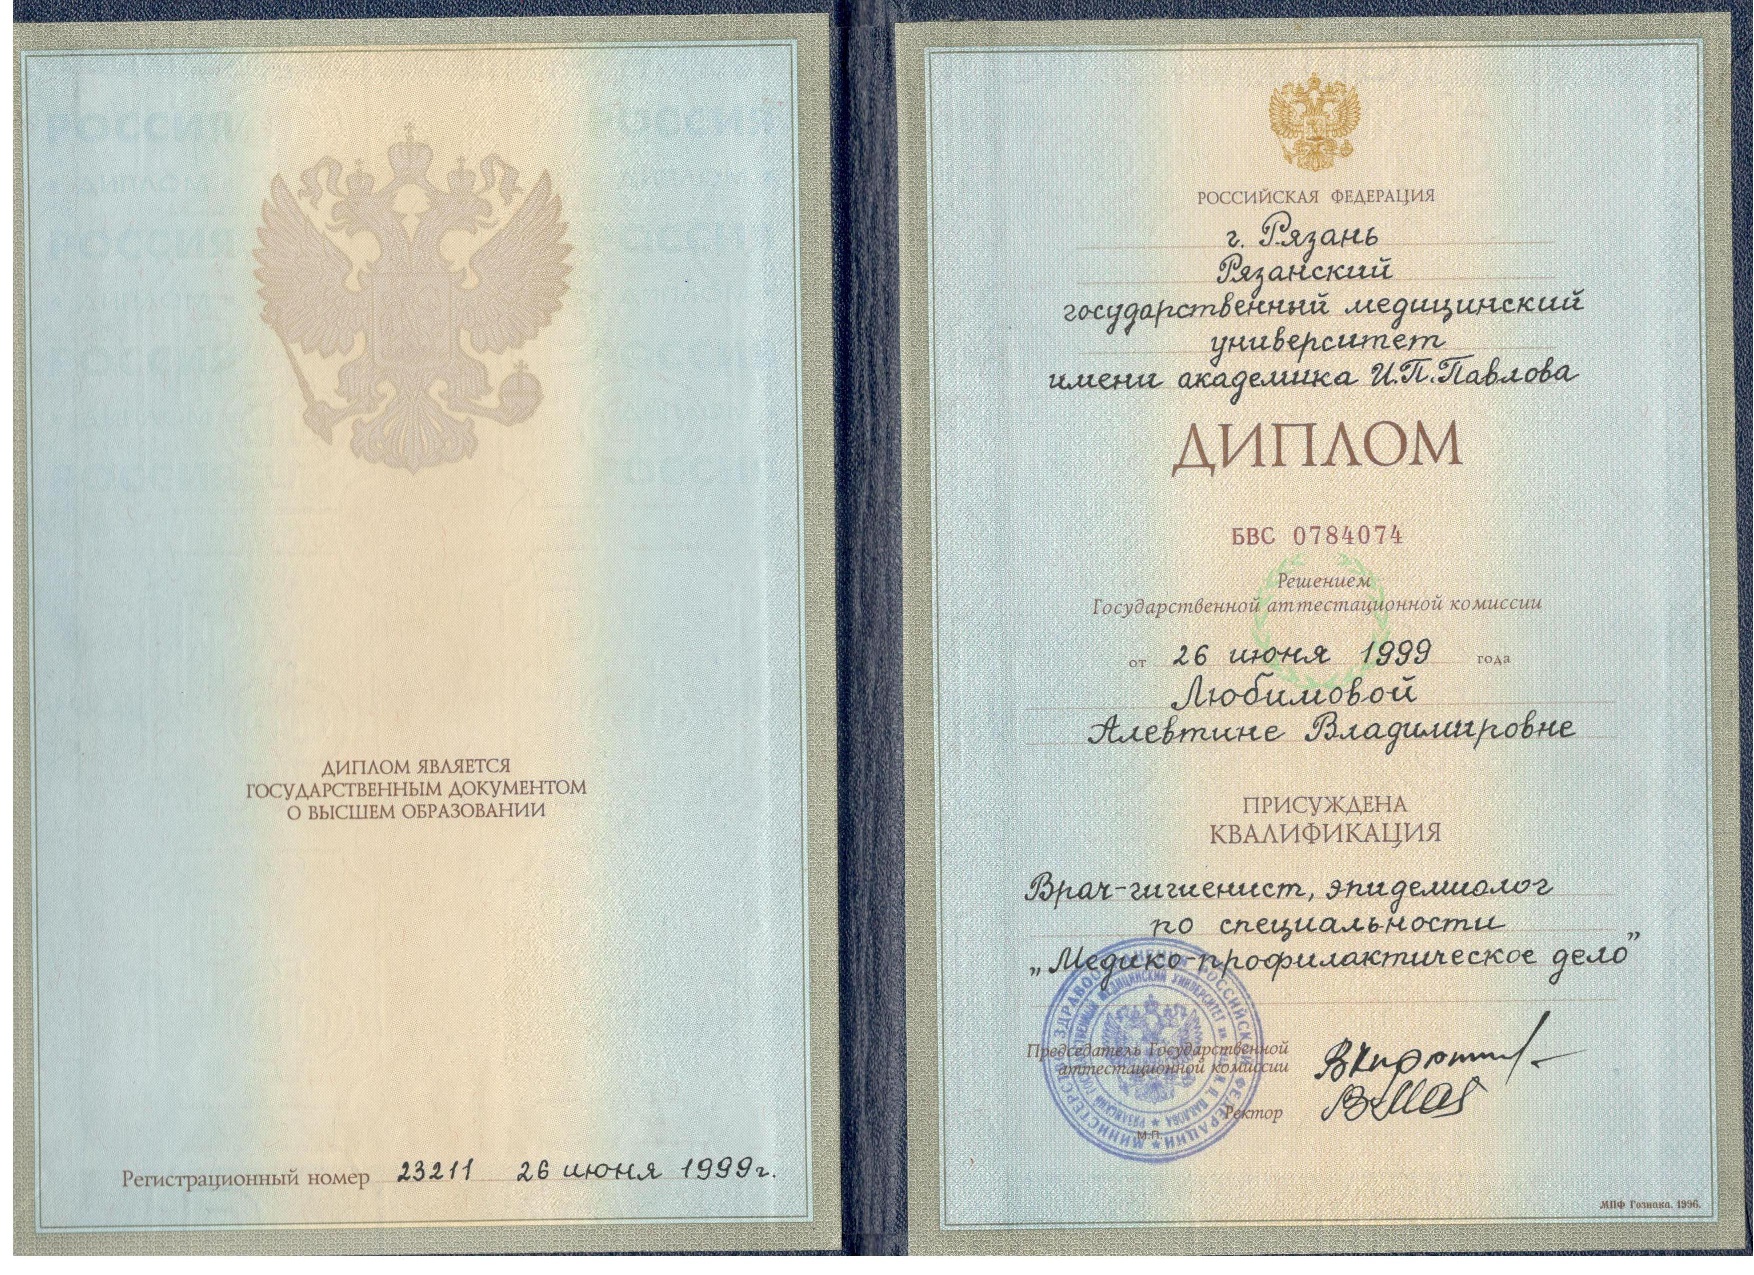 ДИПЛОМ ЯВЛЯЕТСЯ
ГОСУДАРСТВЕННЫМ ДОКУМЕНТОМ
О ВЫСШЕМ ОБРАЗОВАНИИ
Регистрационный номер 23211 26 июня 1999г.
РОССИЙСКАЯ ФЕДЕРАЦИЯ
г. Рязань
Рязанский
государственный медицинский
университет
имени академика И.П.Павлова
ДИПЛОМ
БВС 0784074
Решением
Государственной аттестационной комиссии
от 26 июня 1999 года
Любимовой
Алевтине Владимировне
ПРИСУЖДЕНА
КВАЛИФИКАЦИЯ
Врач-гигиенист, эпидемиолог
по специальности
„Медико-профилактическое дело”
Председатель Государственной
аттестационной комиссии
Ректор
М.П.
МПФ Гознака. 1996.